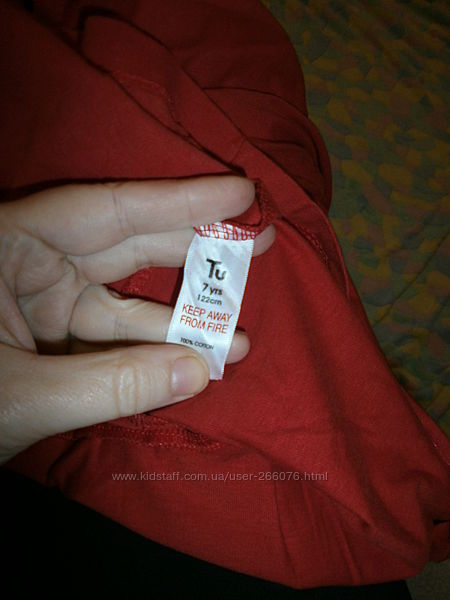 Tu
7 yrs
122cm
KEEP AWAY
FROM FIRE
100% COTTON
www.kidstaff.com.ua/user-266076.html